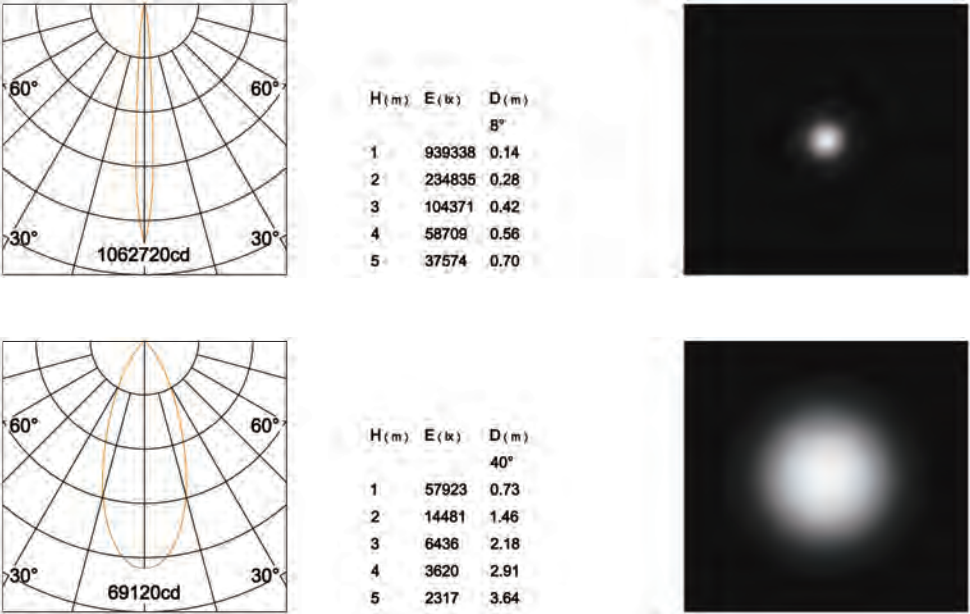 60° 60°
30° 30°
1062720cd
H(m) E(lx) D(m)
8°
1 939338 0.14
2 234835 0.28
3 104371 0.42
4 58709 0.56
5 37574 0.70
60° 60°
30° 30°
69120cd
H(m) E(lx) D(m)
40°
1 57923 0.73
2 14481 1.46
3 6436 2.18
4 3620 2.91
5 2317 3.64